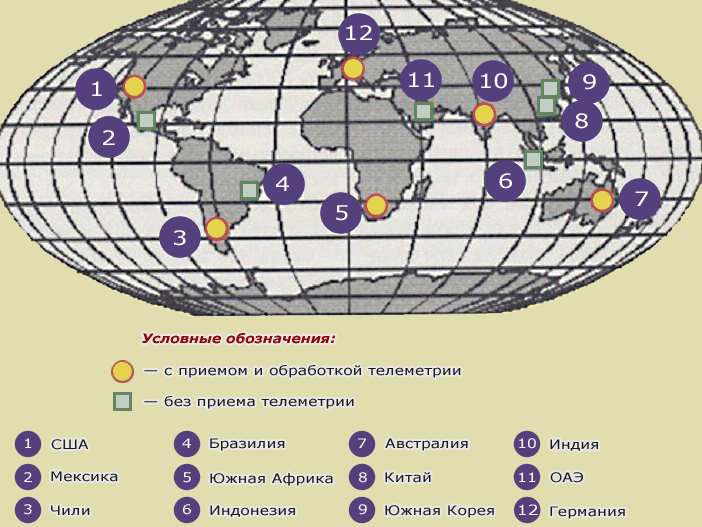 12
11
10
9
1
8
2
4
6
7
5
3
Условные обозначения:
— с приемом и обработкой телеметрии
— без приема телеметрии
1 США
4 Бразилия
7 Австралия
10 Индия
2 Мексика
5 Южная Африка
8 Китай
11 ОАЭ
3 Чили
6 Индонезия
9 Южная Корея
12 Германия